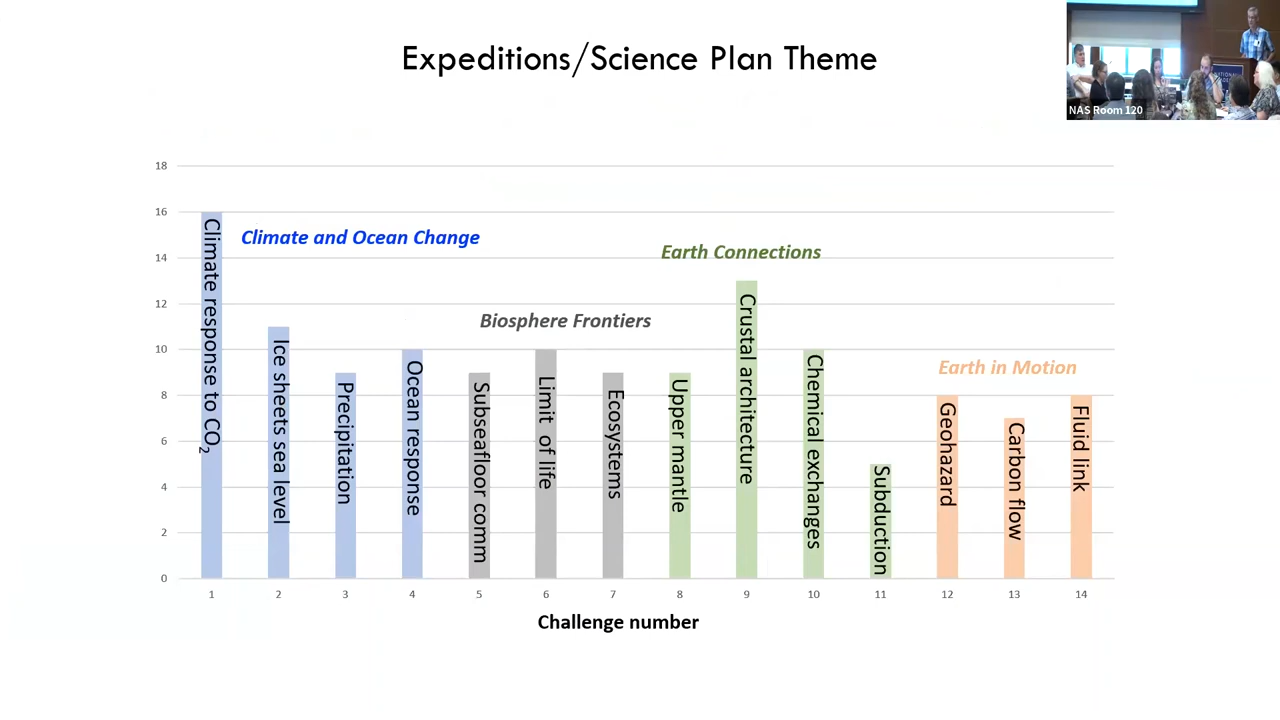 Expeditions/Science Plan Theme
NAS Room 120
18
16
14
12
10
8
6
4
2
0
Climate and Ocean Change
Biosphere Frontiers
Earth Connections
Earth in Motion
Climate response to CO₂
Ice sheets sea level
Precipitation
Ocean response
Subseafloor comm
Limit of life
Ecosystems
Upper mantle
Crustal architecture
Chemical exchanges
Subduction
Geohazard
Carbon flow
Fluid link
1 2 3 4 5 6 7 8 9 10 11 12 13 14
Challenge number